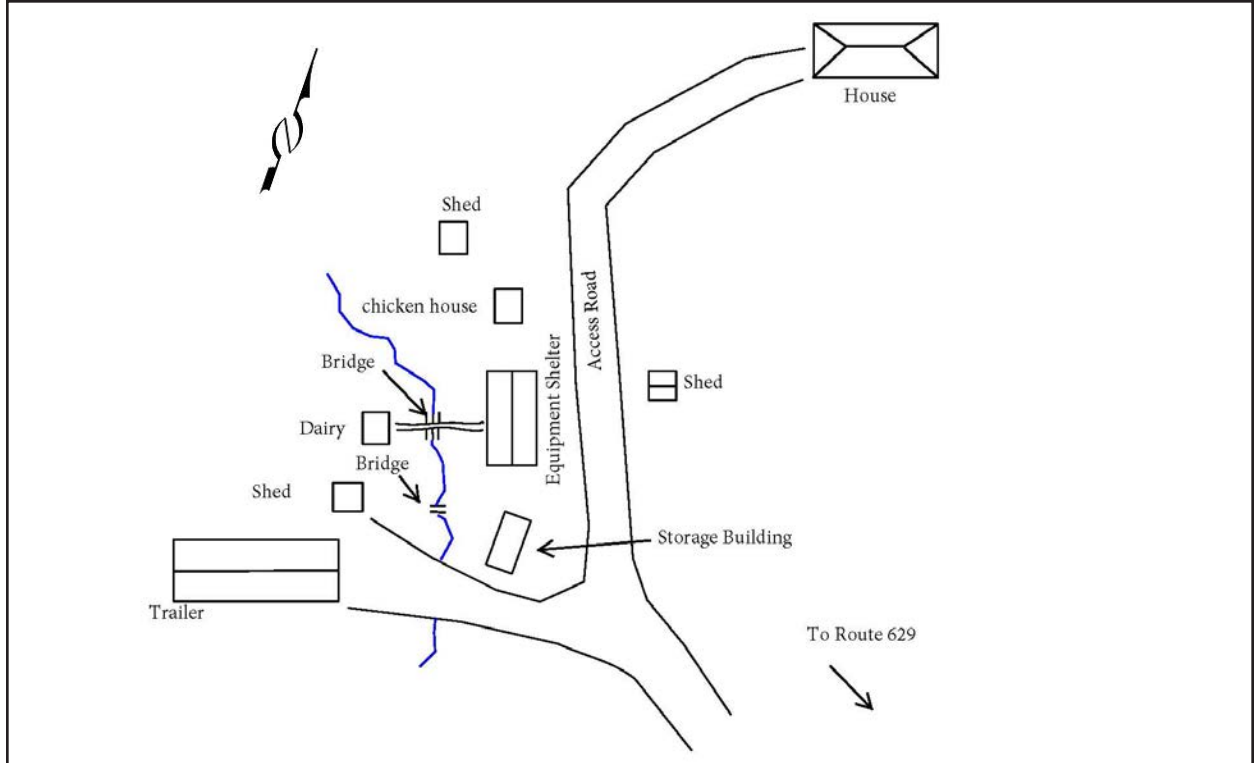 House
Shed
chicken house
Access Road
Equipment Shelter
Bridge
Shed
Dairy
Bridge
Shed
Storage Building
Trailer
To Route 629